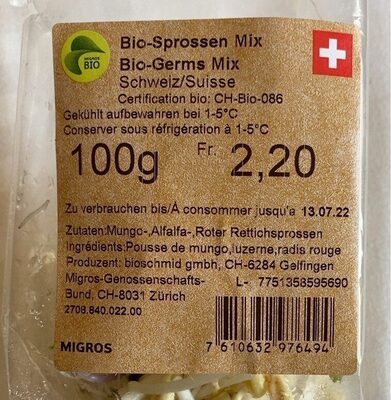 MIGROS
BIO
Bio-Sprossen Mix
Bio-Germs Mix
Schweiz/Suisse
Certification bio: CH-Bio-086
Gekühlt aufbewahren bei 1-5°C
Conserver sous réfrigération à 1-5°C
100g Fr. 2,20
Zu verbrauchen bis/À consommer jusqu'a 13.07.22
Zutaten:Mungo-,Alfalfa-,Roter Rettichsprossen
Ingrédients:Pousse de mungo,luzerne,radis rouge
Produzent: bioschmid gmbh, CH-6284 Gelfingen
Migros-Genossenschafts- L- 7751358595690
Bund, CH-8031 Zürich
2708.840.022.00
MIGROS 7 610632 976494